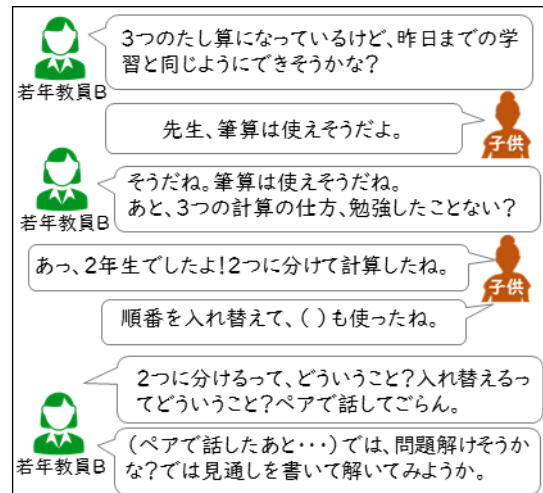 3つのたし算になっているけど、昨日までの学
習と同じようにできそうかな?
若年教員B
先生、筆算は使えそうだよ。
子供
そうだね。筆算は使えそうだね。
あと、3つの計算の仕方、勉強したことない?
若年教員B
あっ、2年生でしたよ!2つに分けて計算したね。
子供
順番を入れ替えて、( )も使ったね。
2つに分けるって、どういうこと?入れ替えるっ
てどういうこと?ペアで話してごらん。
若年教員B
(ペアで話したあと・・・)では、問題解けそうか
な?では見通しを書いて解いてみようか。